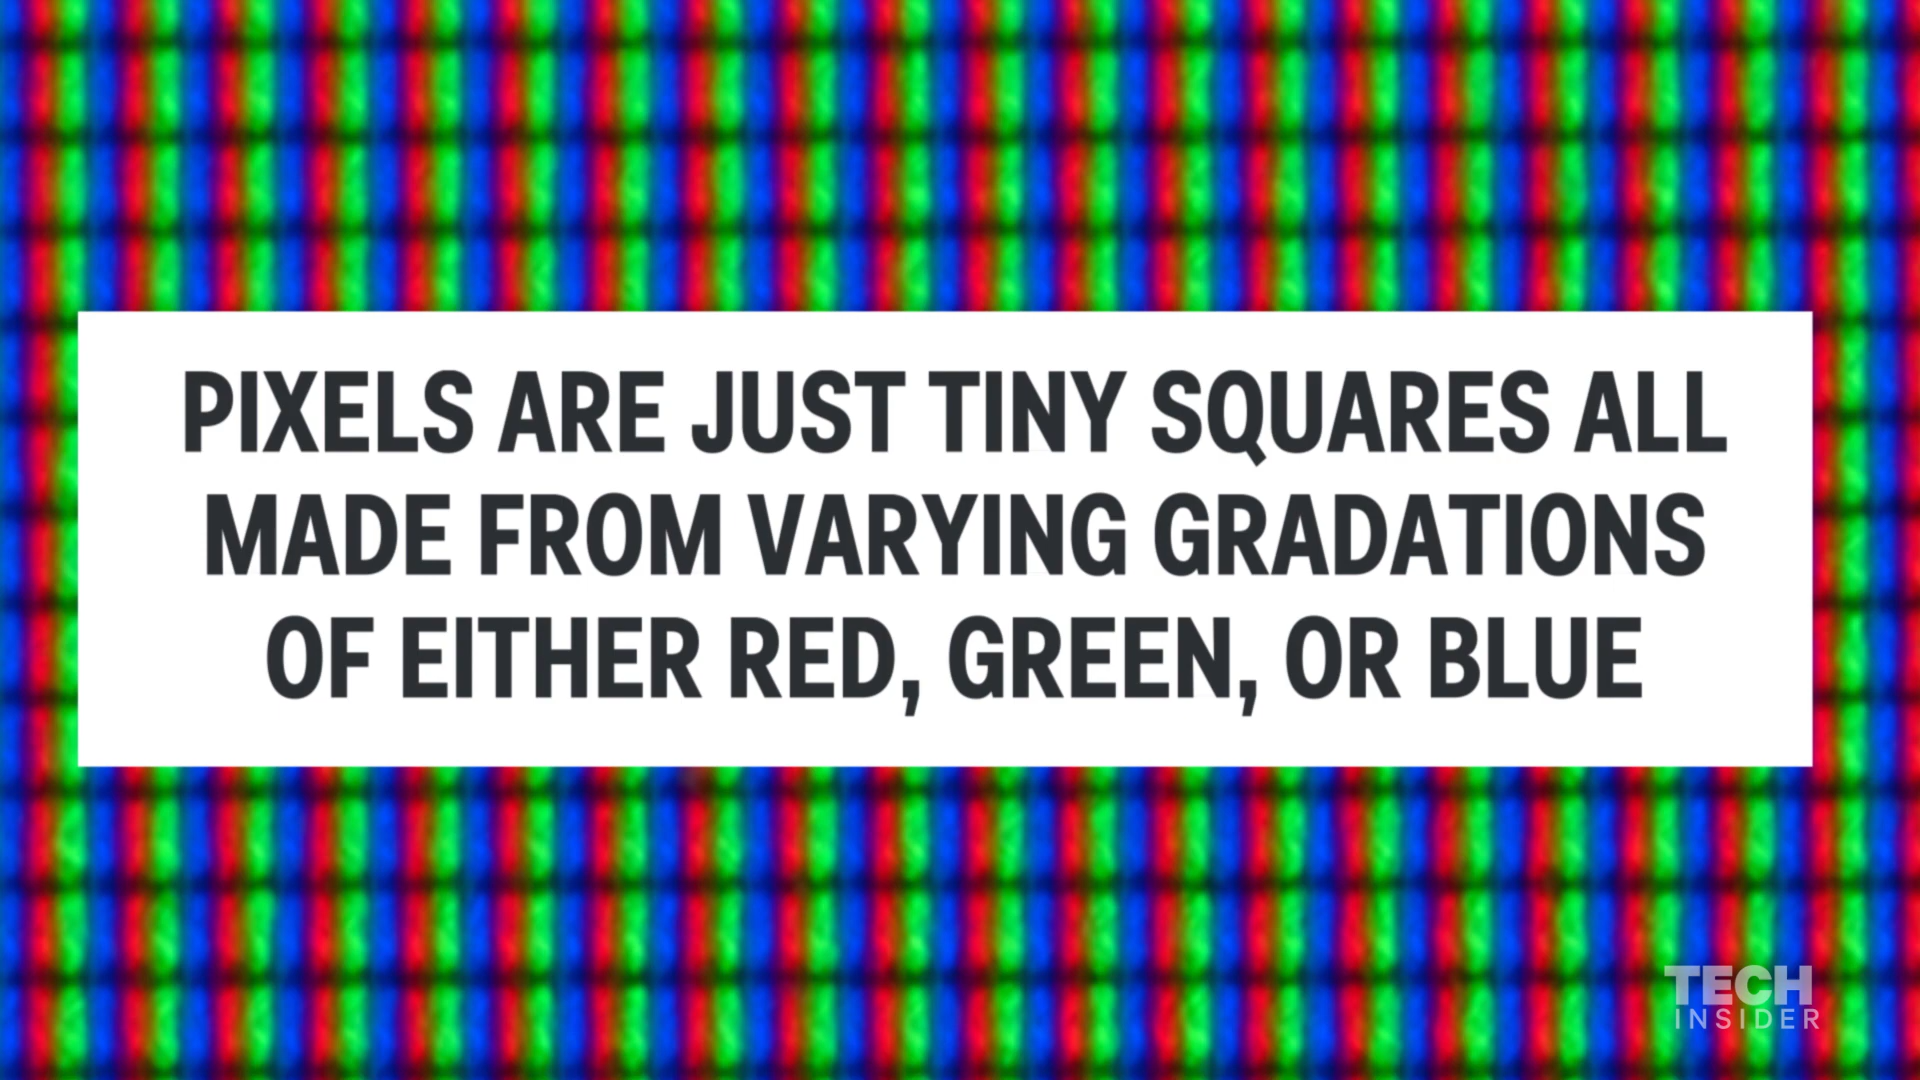 PIXELS ARE JUST TINY SQUARES ALL
MADE FROM VARYING GRADATIONS
OF EITHER RED, GREEN, OR BLUE
TECH
INSIDER